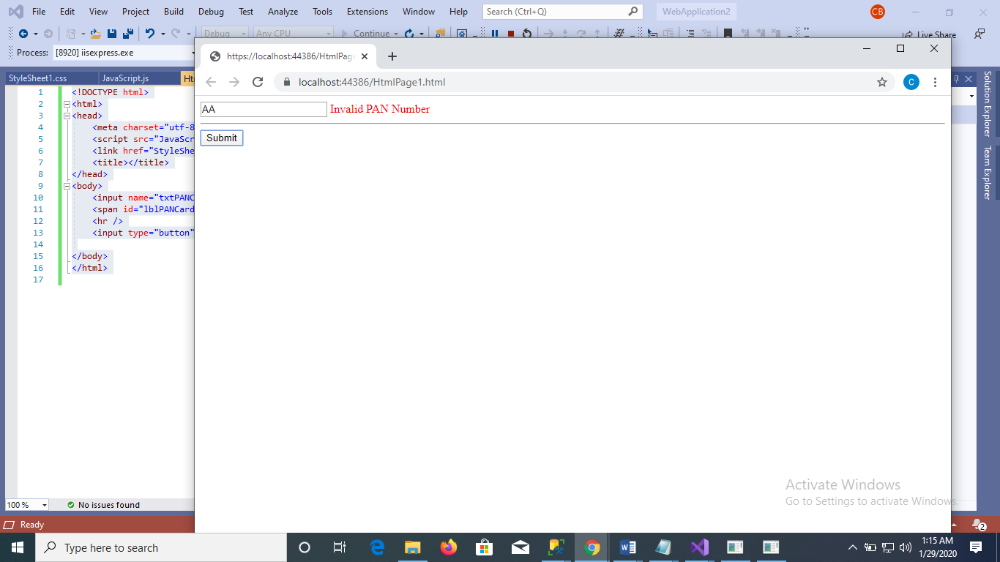 File Edit View Project Build Debug Test Analyze Tools Extensions Window Help Search (Ctrl+Q) WebApplication2 CB
Debug Any CPU Continue Live Share
Process: [8920] iisexpress.exe
https://localhost:44386/HtmlPage
localhost:44386/HtmlPage1.html C
StyleSheet1.css JavaScript.js Ht
AA Invalid PAN Number
Submit
1 <!DOCTYPE html>
2 <html>
3 <head>
4 <meta charset="utf-8
5 <script src="JavaScr
6 <link href="StyleShe
7 <title></title>
8 </head>
9 <body>
10 <input name="txtPANC
11 <span id="lblPANCard
12 <hr />
13 <input type="button"
14
15 </body>
16 </html>
17
Solution Explorer
Team Explorer
Activate Windows
Go to Settings to activate Windows.
100 % No issues found
Ready 2
Type here to search
1:15 AM
1/29/2020